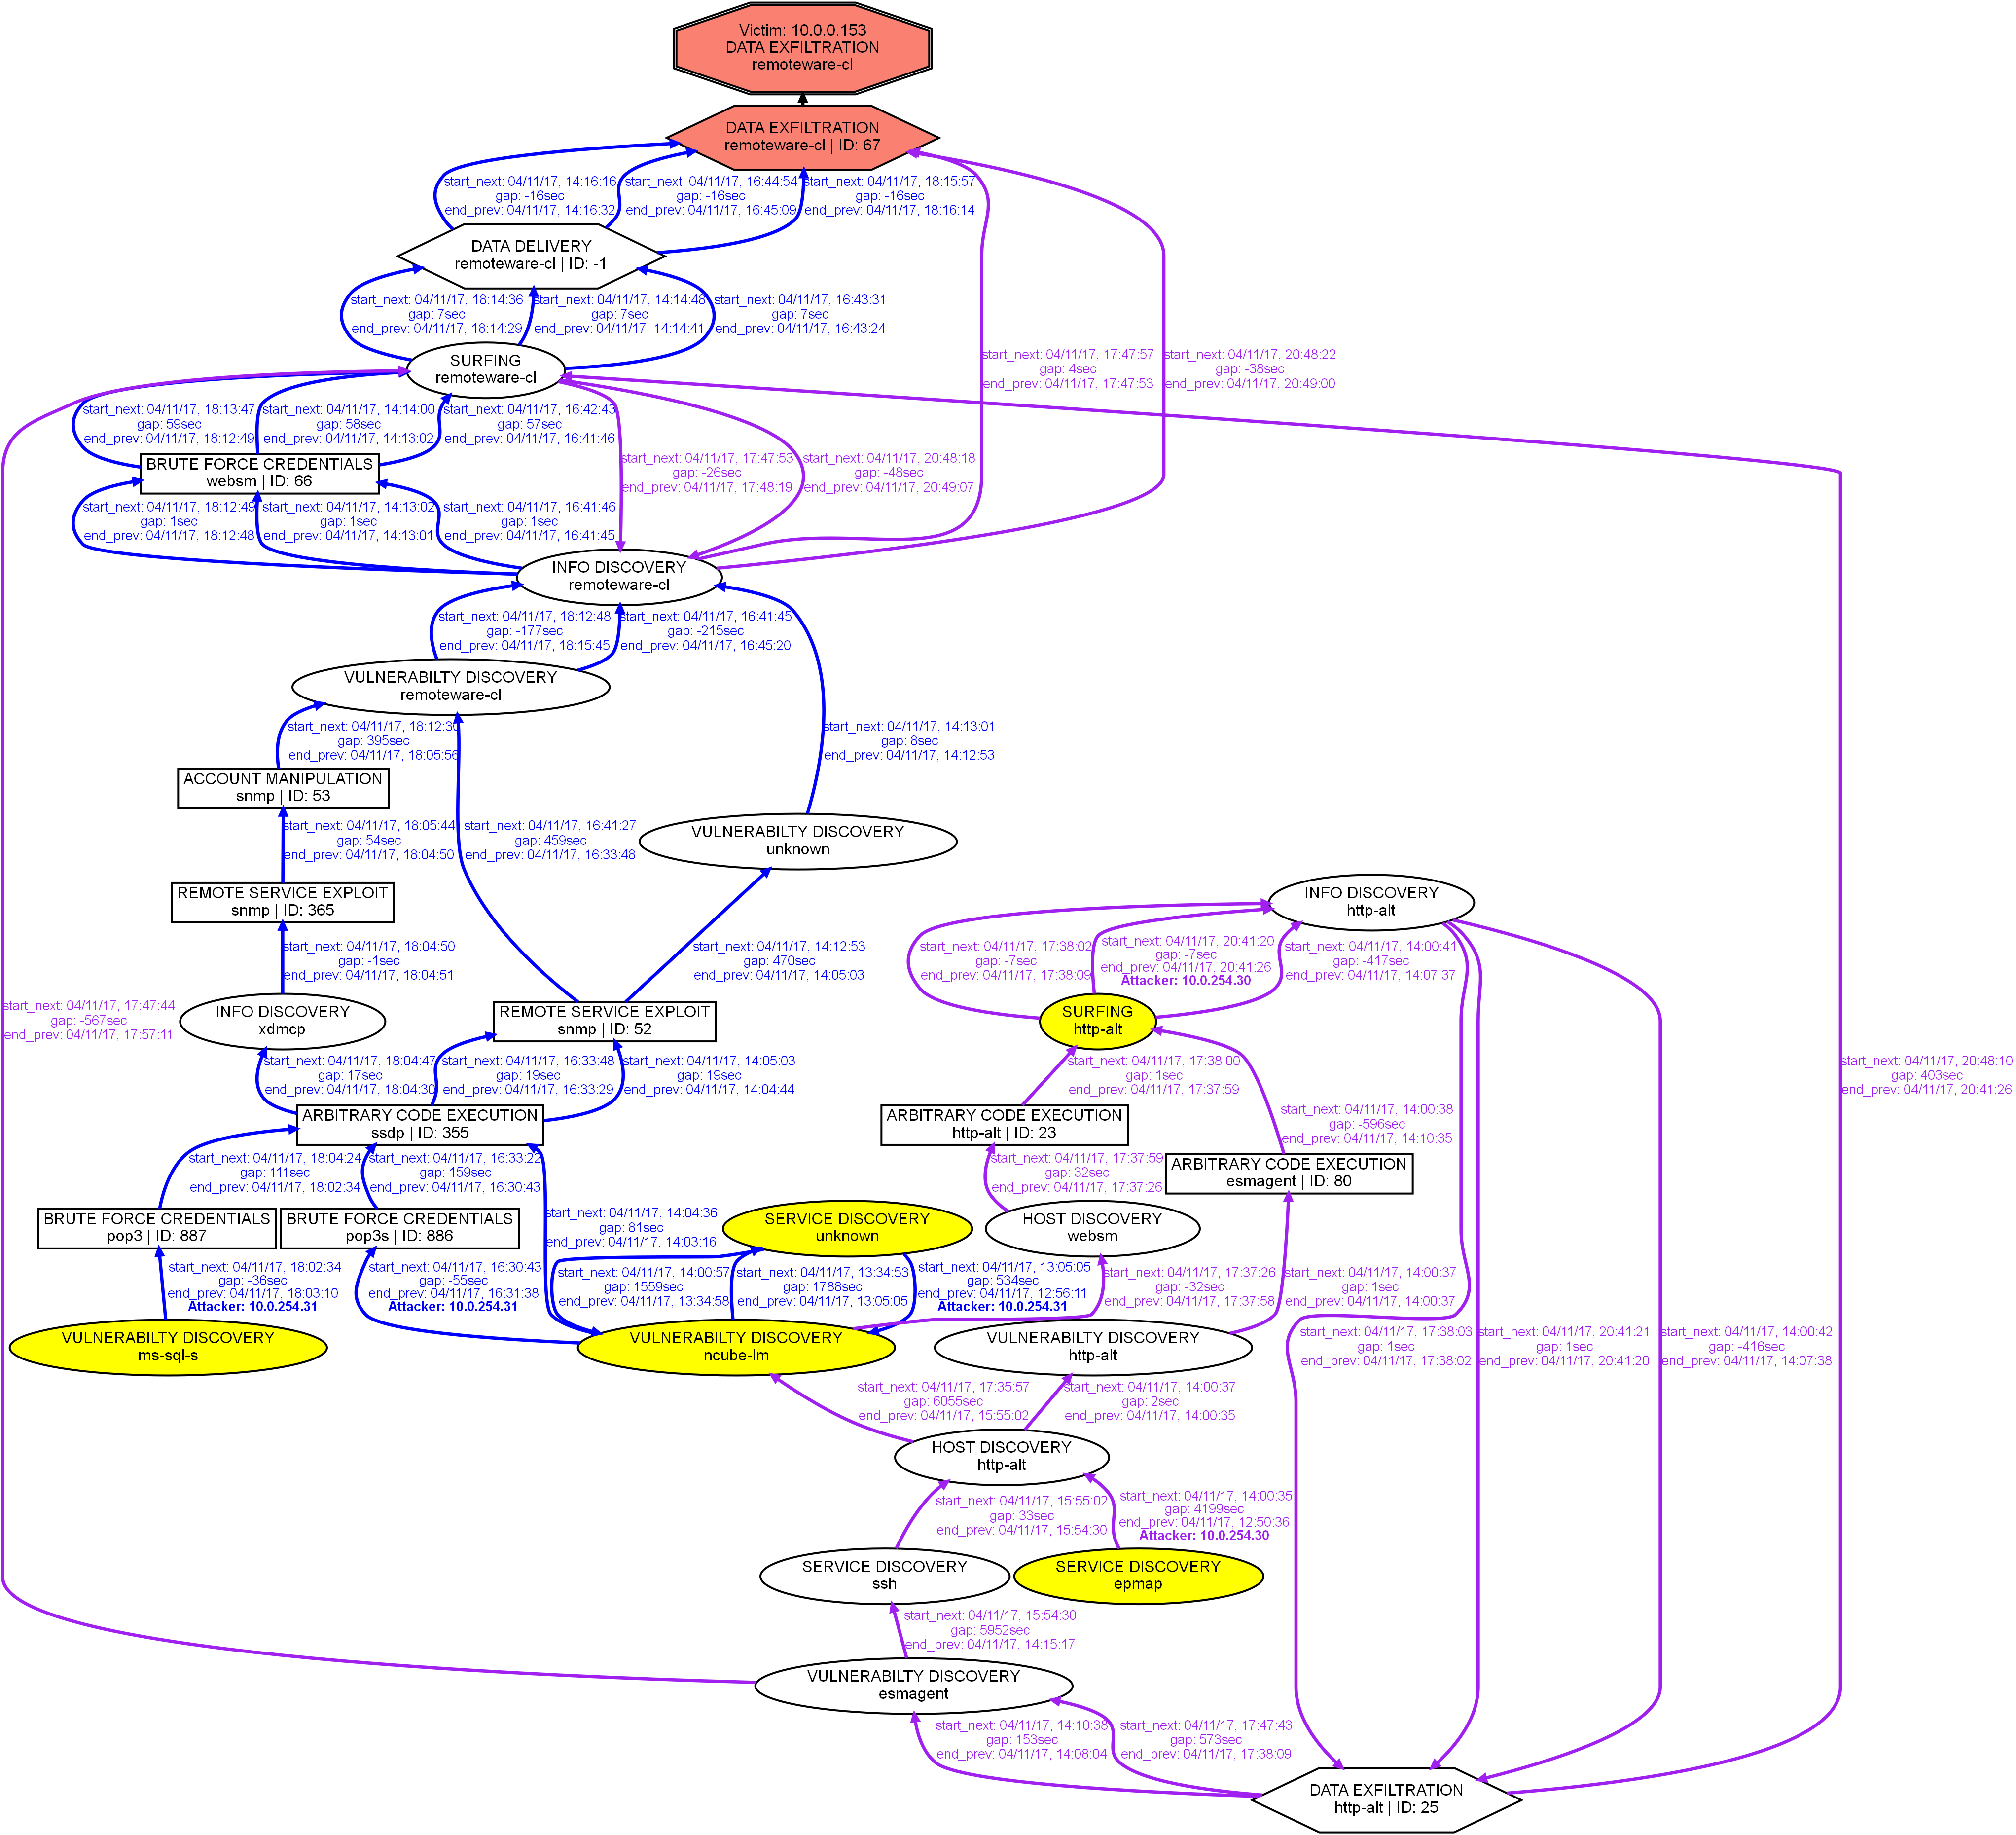 Victim: 10.0.0.153
DATA EXFILTRATION
remoteware-cl
DATA EXFILTRATION
remoteware-cl | ID: 67
start_next: 04/11/17, 14:16:16
gap: -16sec
end_prev: 04/11/17, 14:16:32
start_next: 04/11/17, 16:44:54
gap: -16sec
end_prev: 04/11/17, 16:45:09
start_next: 04/11/17, 18:15:57
gap: -16sec
end_prev: 04/11/17, 18:16:14
DATA DELIVERY
remoteware-cl | ID: -1
start_next: 04/11/17, 18:14:36
gap: 7sec
end_prev: 04/11/17, 18:14:29
start_next: 04/11/17, 14:14:48
gap: 7sec
end_prev: 04/11/17, 14:14:41
start_next: 04/11/17, 16:43:31
gap: 7sec
end_prev: 04/11/17, 16:43:24
SURFING
remoteware-cl
start_next: 04/11/17, 17:47:57
gap: 4sec
end_prev: 04/11/17, 17:47:53
start_next: 04/11/17, 20:48:22
gap: -38sec
end_prev: 04/11/17, 20:49:00
start_next: 04/11/17, 18:13:47
gap: 59sec
end_prev: 04/11/17, 18:12:49
start_next: 04/11/17, 14:14:00
gap: 58sec
end_prev: 04/11/17, 14:13:02
start_next: 04/11/17, 16:42:43
gap: 57sec
end_prev: 04/11/17, 16:41:46
BRUTE FORCE CREDENTIALS
websm | ID: 66
start_next: 04/11/17, 17:47:53
gap: -26sec
end_prev: 04/11/17, 17:48:19
start_next: 04/11/17, 20:48:18
gap: -48sec
end_prev: 04/11/17, 20:49:07
start_next: 04/11/17, 18:12:49
gap: 1sec
end_prev: 04/11/17, 18:12:48
start_next: 04/11/17, 14:13:02
gap: 1sec
end_prev: 04/11/17, 14:13:01
start_next: 04/11/17, 16:41:46
gap: 1sec
end_prev: 04/11/17, 16:41:45
INFO DISCOVERY
remoteware-cl
start_next: 04/11/17, 18:12:48
gap: -177sec
end_prev: 04/11/17, 18:15:45
start_next: 04/11/17, 16:41:45
gap: -215sec
end_prev: 04/11/17, 16:45:20
VULNERABILTY DISCOVERY
remoteware-cl
start_next: 04/11/17, 18:12:30
gap: 395sec
end_prev: 04/11/17, 18:05:56
start_next: 04/11/17, 14:13:01
gap: 8sec
end_prev: 04/11/17, 14:12:53
ACCOUNT MANIPULATION
snmp | ID: 53
start_next: 04/11/17, 18:05:44
gap: 54sec
end_prev: 04/11/17, 18:04:50
start_next: 04/11/17, 16:41:27
gap: 459sec
end_prev: 04/11/17, 16:33:48
VULNERABILTY DISCOVERY
unknown
REMOTE SERVICE EXPLOIT
snmp | ID: 365
INFO DISCOVERY
http-alt
start_next: 04/11/17, 18:04:50
gap: -1sec
end_prev: 04/11/17, 18:04:51
start_next: 04/11/17, 14:12:53
gap: 470sec
end_prev: 04/11/17, 14:05:03
start_next: 04/11/17, 17:38:02
gap: -7sec
end_prev: 04/11/17, 17:38:09
start_next: 04/11/17, 20:41:20
gap: -7sec
end_prev: 04/11/17, 20:41:26
Attacker: 10.0.254.30
start_next: 04/11/17, 14:00:41
gap: -417sec
end_prev: 04/11/17, 14:07:37
start_next: 04/11/17, 17:47:44
gap: -567sec
end_prev: 04/11/17, 17:57:11
INFO DISCOVERY
xdmcp
REMOTE SERVICE EXPLOIT
snmp | ID: 52
SURFING
http-alt
start_next: 04/11/17, 18:04:47
gap: 17sec
end_prev: 04/11/17, 18:04:30
start_next: 04/11/17, 16:33:48
gap: 19sec
end_prev: 04/11/17, 16:33:29
start_next: 04/11/17, 14:05:03
gap: 19sec
end_prev: 04/11/17, 14:04:44
start_next: 04/11/17, 17:38:00
gap: 1sec
end_prev: 04/11/17, 17:37:59
start_next: 04/11/17, 20:48:10
gap: 403sec
end_prev: 04/11/17, 20:41:26
ARBITRARY CODE EXECUTION
ssdp | ID: 355
ARBITRARY CODE EXECUTION
http-alt | ID: 23
start_next: 04/11/17, 14:00:38
gap: -596sec
end_prev: 04/11/17, 14:10:35
start_next: 04/11/17, 18:04:24
gap: 111sec
end_prev: 04/11/17, 18:02:34
start_next: 04/11/17, 16:33:22
gap: 159sec
end_prev: 04/11/17, 16:30:43
start_next: 04/11/17, 17:37:59
gap: 32sec
end_prev: 04/11/17, 17:37:26
ARBITRARY CODE EXECUTION
esmagent | ID: 80
BRUTE FORCE CREDENTIALS
pop3 | ID: 887
BRUTE FORCE CREDENTIALS
pop3s | ID: 886
start_next: 04/11/17, 14:04:36
gap: 81sec
end_prev: 04/11/17, 14:03:16
SERVICE DISCOVERY
unknown
HOST DISCOVERY
websm
start_next: 04/11/17, 18:02:34
gap: -36sec
end_prev: 04/11/17, 18:03:10
Attacker: 10.0.254.31
start_next: 04/11/17, 16:30:43
gap: -55sec
end_prev: 04/11/17, 16:31:38
Attacker: 10.0.254.31
start_next: 04/11/17, 14:00:57
gap: 1559sec
end_prev: 04/11/17, 13:34:58
start_next: 04/11/17, 13:34:53
gap: 1788sec
end_prev: 04/11/17, 13:05:05
start_next: 04/11/17, 13:05:05
gap: 534sec
end_prev: 04/11/17, 12:56:11
Attacker: 10.0.254.31
start_next: 04/11/17, 17:37:26
gap: -32sec
end_prev: 04/11/17, 17:37:58
start_next: 04/11/17, 14:00:37
gap: 1sec
end_prev: 04/11/17, 14:00:37
VULNERABILTY DISCOVERY
ms-sql-s
VULNERABILTY DISCOVERY
ncube-lm
VULNERABILTY DISCOVERY
http-alt
start_next: 04/11/17, 17:38:03
gap: 1sec
end_prev: 04/11/17, 17:38:02
start_next: 04/11/17, 20:41:21
gap: 1sec
end_prev: 04/11/17, 20:41:20
start_next: 04/11/17, 14:00:42
gap: -416sec
end_prev: 04/11/17, 14:07:38
start_next: 04/11/17, 17:35:57
gap: 6055sec
end_prev: 04/11/17, 15:55:02
start_next: 04/11/17, 14:00:37
gap: 2sec
end_prev: 04/11/17, 14:00:35
HOST DISCOVERY
http-alt
start_next: 04/11/17, 15:55:02
gap: 33sec
end_prev: 04/11/17, 15:54:30
start_next: 04/11/17, 14:00:35
gap: 4199sec
end_prev: 04/11/17, 12:50:36
Attacker: 10.0.254.30
SERVICE DISCOVERY
ssh
SERVICE DISCOVERY
epmap
start_next: 04/11/17, 15:54:30
gap: 5952sec
end_prev: 04/11/17, 14:15:17
VULNERABILTY DISCOVERY
esmagent
start_next: 04/11/17, 14:10:38
gap: 153sec
end_prev: 04/11/17, 14:08:04
start_next: 04/11/17, 17:47:43
gap: 573sec
end_prev: 04/11/17, 17:38:09
DATA EXFILTRATION
http-alt | ID: 25